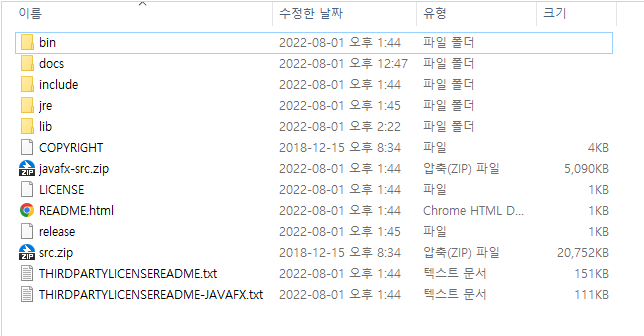 이름 수정한 날짜 유형 크기
bin 2022-08-01 오후 1:44 파일 폴더
docs 2022-08-01 오후 12:47 파일 폴더
include 2022-08-01 오후 1:44 파일 폴더
jre 2022-08-01 오후 1:45 파일 폴더
lib 2022-08-01 오후 2:22 파일 폴더
COPYRIGHT 2018-12-15 오후 8:34 파일 4KB
ZIP javafx-src.zip 2022-08-01 오후 1:44 압축(ZIP) 파일 5,090KB
LICENSE 2022-08-01 오후 1:44 파일 1KB
README.html 2022-08-01 오후 1:44 Chrome HTML D... 1KB
release 2022-08-01 오후 1:45 파일 1KB
ZIP src.zip 2018-12-15 오후 8:34 압축(ZIP) 파일 20,752KB
THIRDPARTYLICENSEREADME.txt 2022-08-01 오후 1:44 텍스트 문서 151KB
THIRDPARTYLICENSEREADME-JAVAFX.txt 2022-08-01 오후 1:44 텍스트 문서 111KB